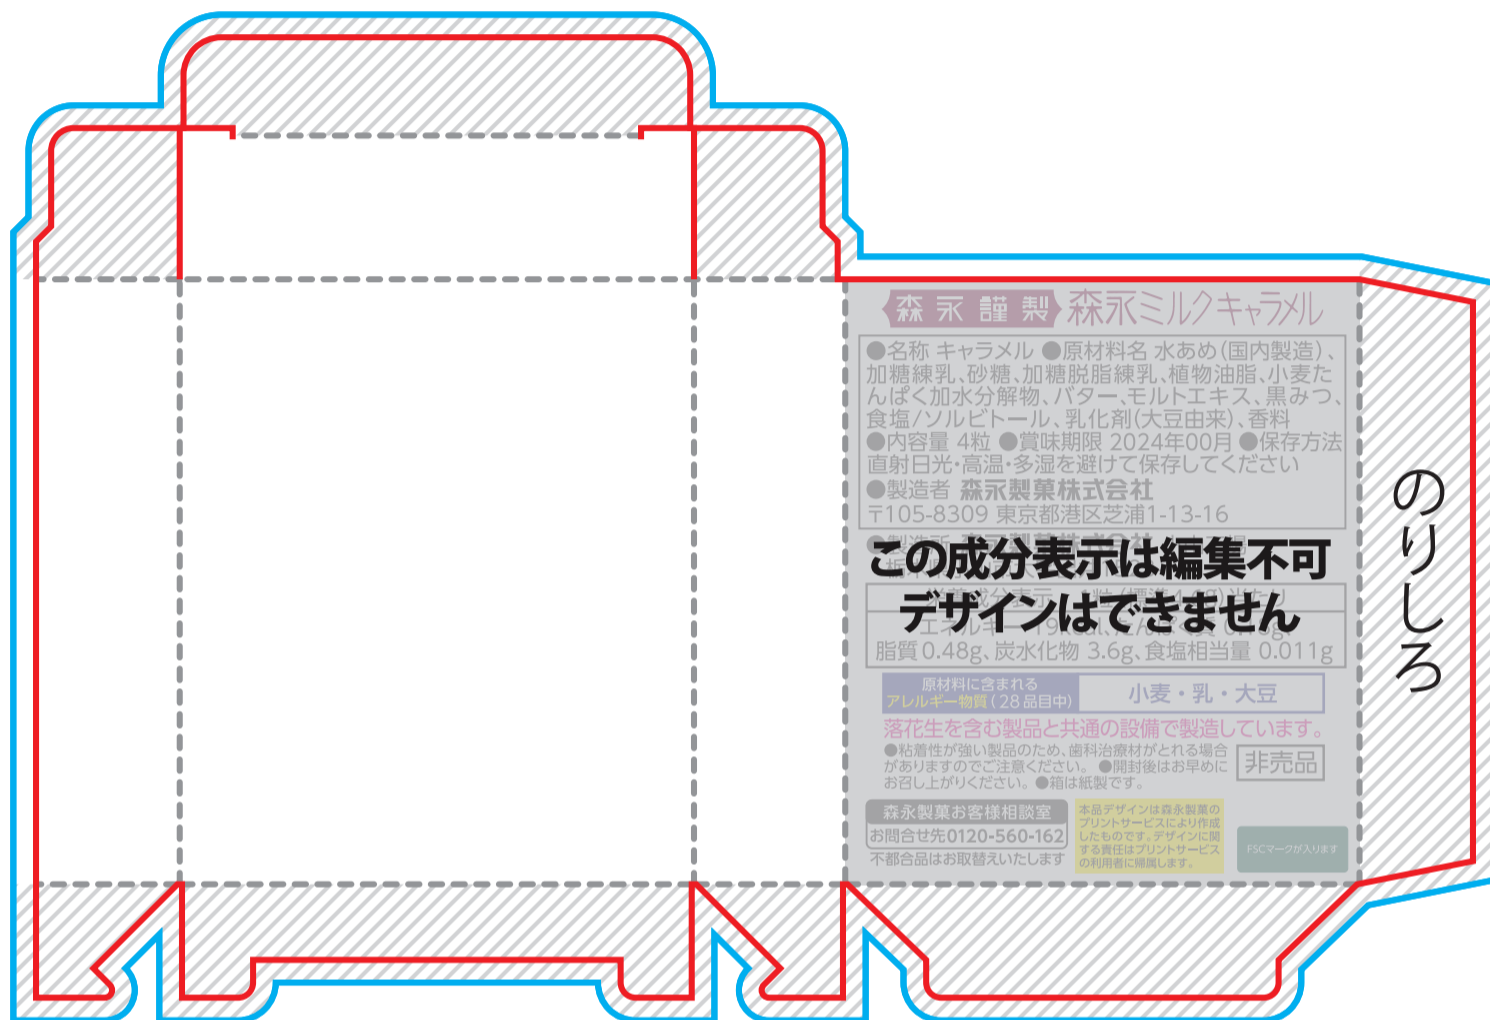 森永謹製 森永ミルクキャラメル
●名称 キャラメル ●原材料名 水あめ(国内製造)、
加糖練乳、砂糖、加糖脱脂練乳、植物油脂、小麦た
んぱく加水分解物、バター、モルトエキス、黒みつ、
食塩/ソルビトール、乳化剤(大豆由来)、香料
●内容量 4粒 ●賞味期限 2024年00月 ●保存方法
直射日光・高温・多湿を避けて保存してください
●製造者 森永製菓株式会社
〒105-8309 東京都港区芝浦1-13-16
この成分表示は編集不可
デザインはできません
脂質0.48g、炭水化物 3.6g、食塩相当量 0.011g
原材料に含まれる
アレルギー物質(28品目中)
小麦・乳・大豆
落花生を含む製品と共通の設備で製造しています。
●粘着性が強い製品のため、歯科治療材がとれる場合
がありますのでご注意ください。 ●開封後はお早めに
お召し上がりください。 ●箱は紙製です。
非売品
森永製菓お客様相談室
お問合せ先0120-560-162
不都合品はお取替えいたします
本品デザインは森永製菓の
プリントサービスにより作成
したものです。デザインに関
する責任はプリントサービス
の利用者に帰属します。
FSCマークが入ります
のりしろ